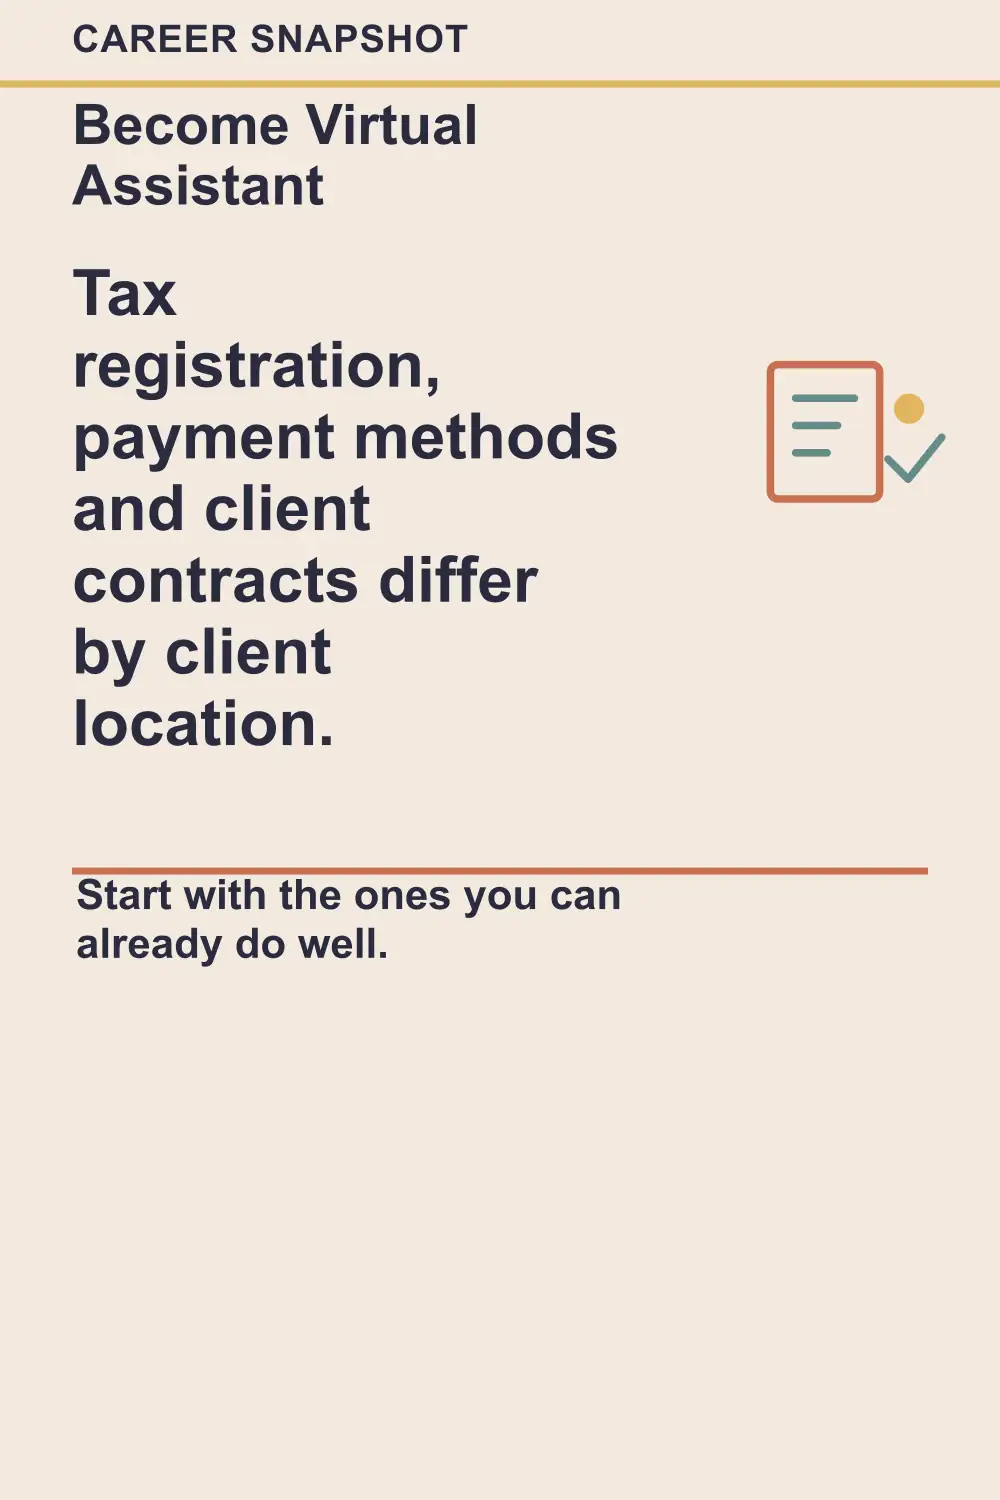 CAREER SNAPSHOT
Become Virtual
Assistant
Tax
registration,
payment methods
and client
contracts differ
by client
location.
Start with the ones you can
already do well.